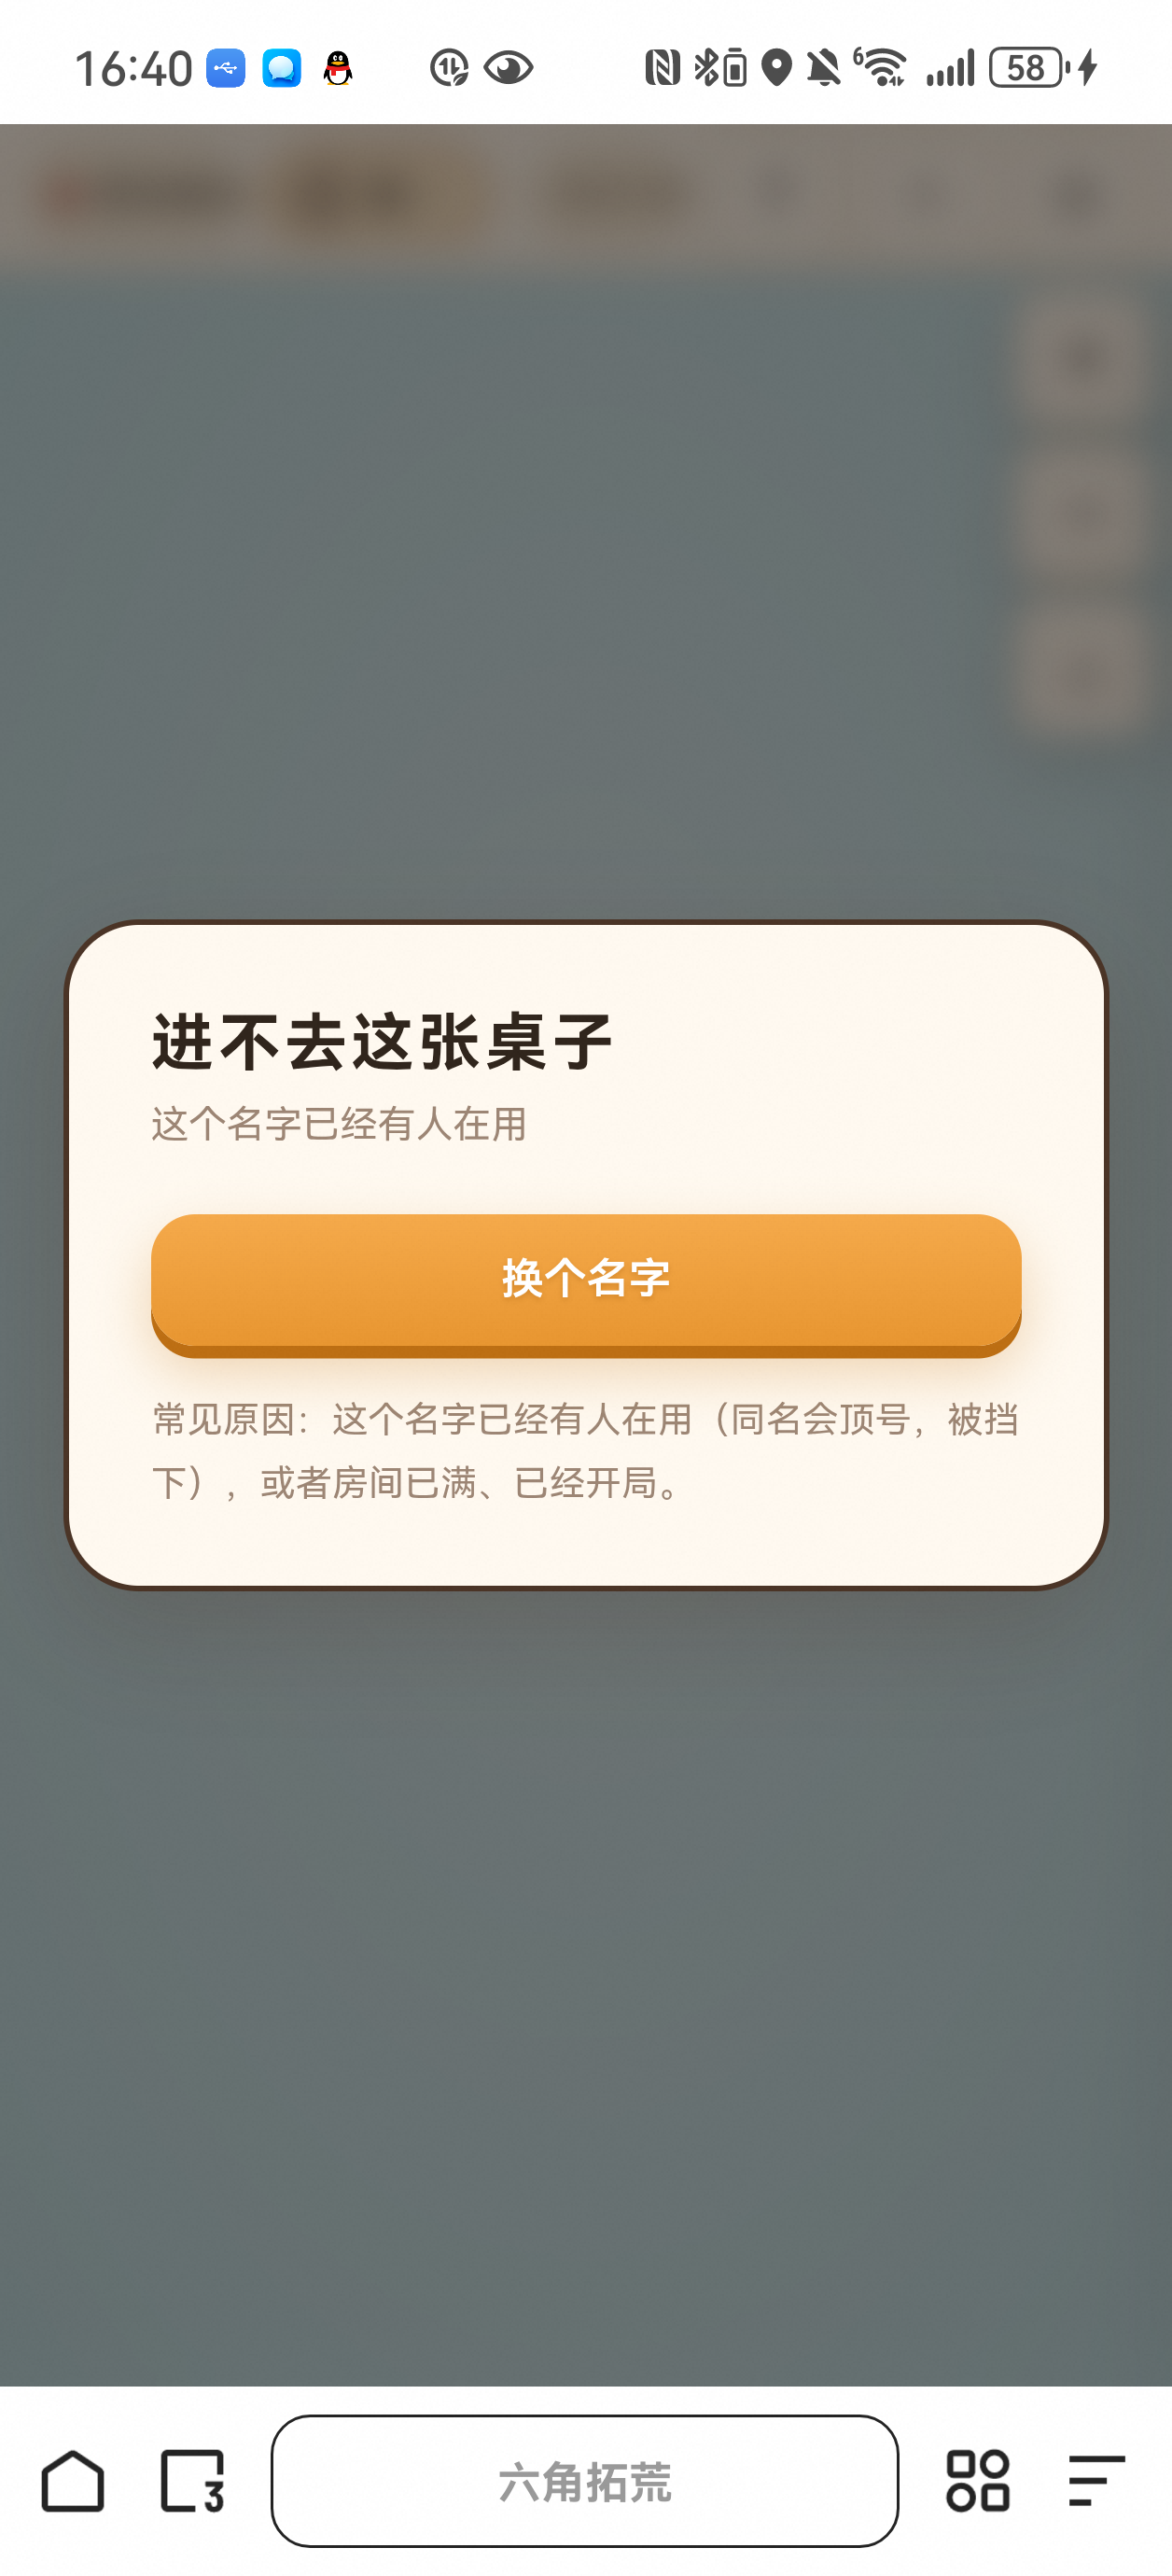 16:40
6
58
进不去这张桌子
这个名字已经有人在用
换个名字
常见原因：这个名字已经有人在用（同名会顶号，被挡
下），或者房间已满、已经开局。
3
六角拓荒